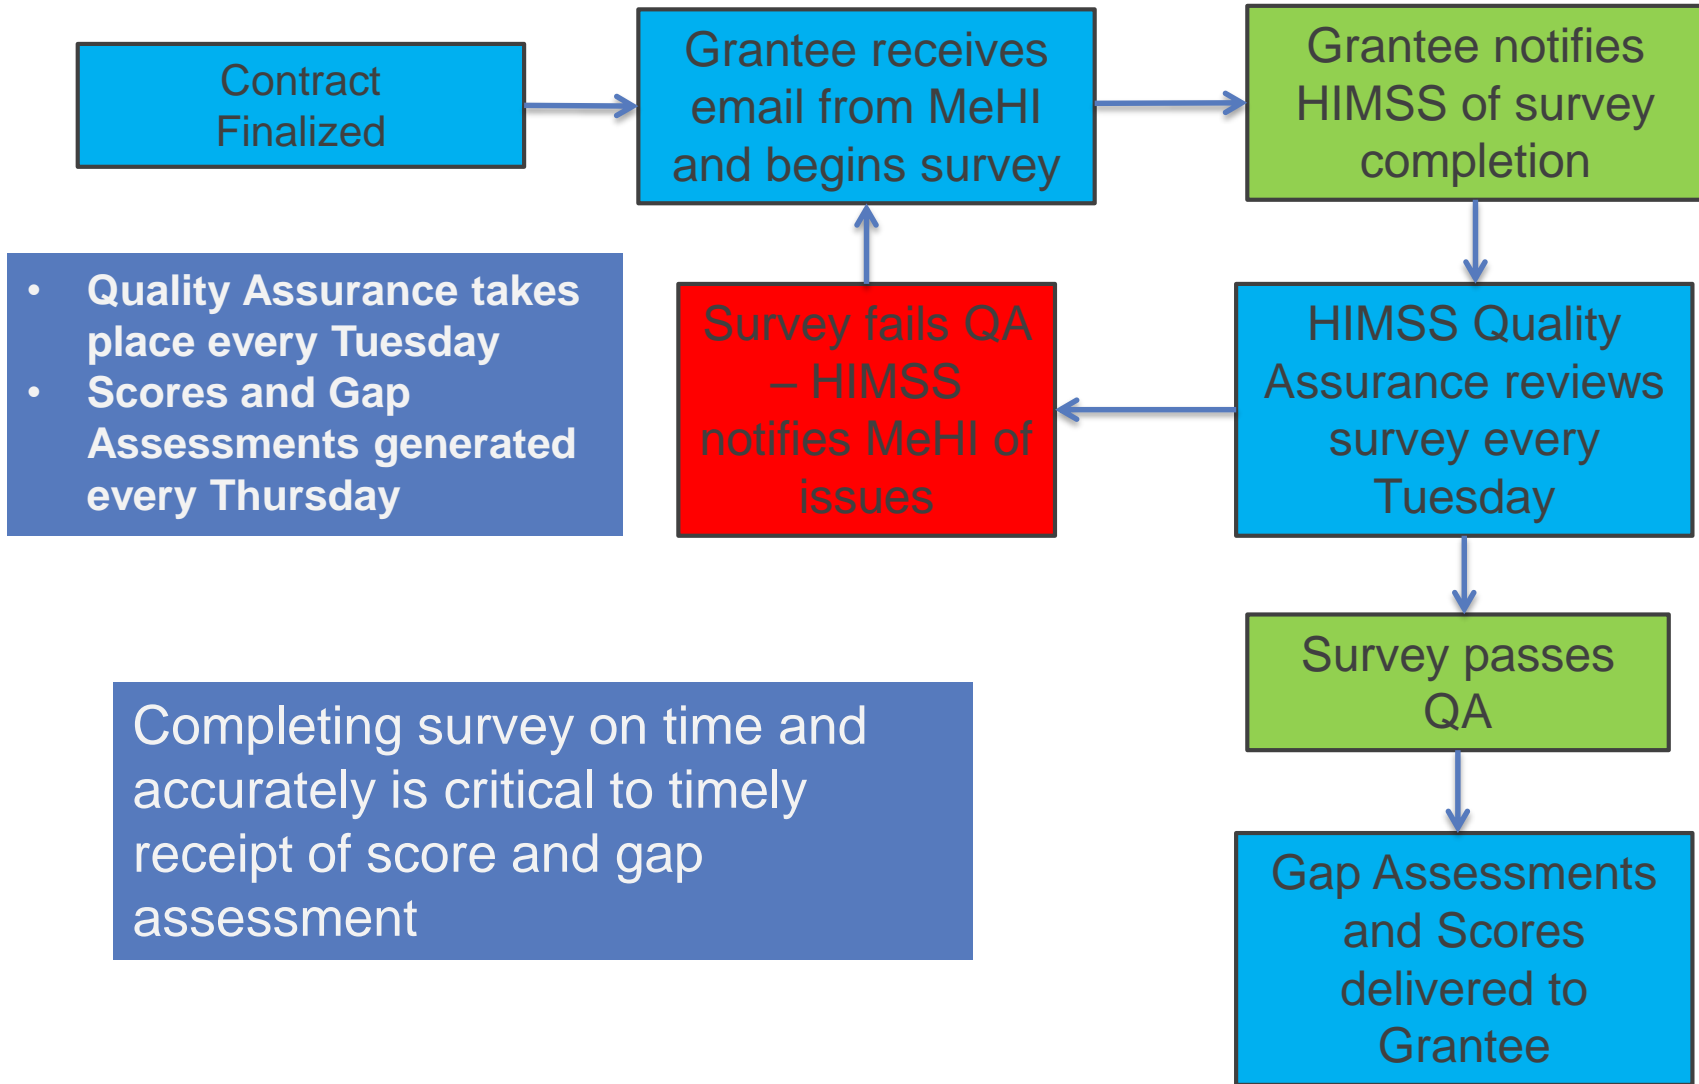 Contract
Finalized
Grantee receives
email from MeHI
and begins survey
Grantee notifies
HIMSS of survey
completion
• Quality Assurance takes
place every Tuesday
• Scores and Gap
Assessments generated
every Thursday
Survey fails QA
– HIMSS
notifies MeHI of
issues
HIMSS Quality
Assurance reviews
survey every
Tuesday
Survey passes
QA
Completing survey on time and
accurately is critical to timely
receipt of score and gap
assessment
Gap Assessments
and Scores
delivered to
Grantee